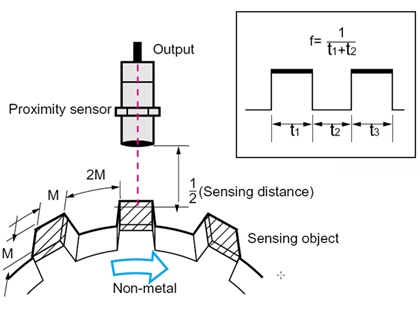 Output
Proximity sensor
f= 1/(t1+t2)
t1 t2 t3
M
2M
M
1/2 (Sensing distance)
Sensing object
Non-metal